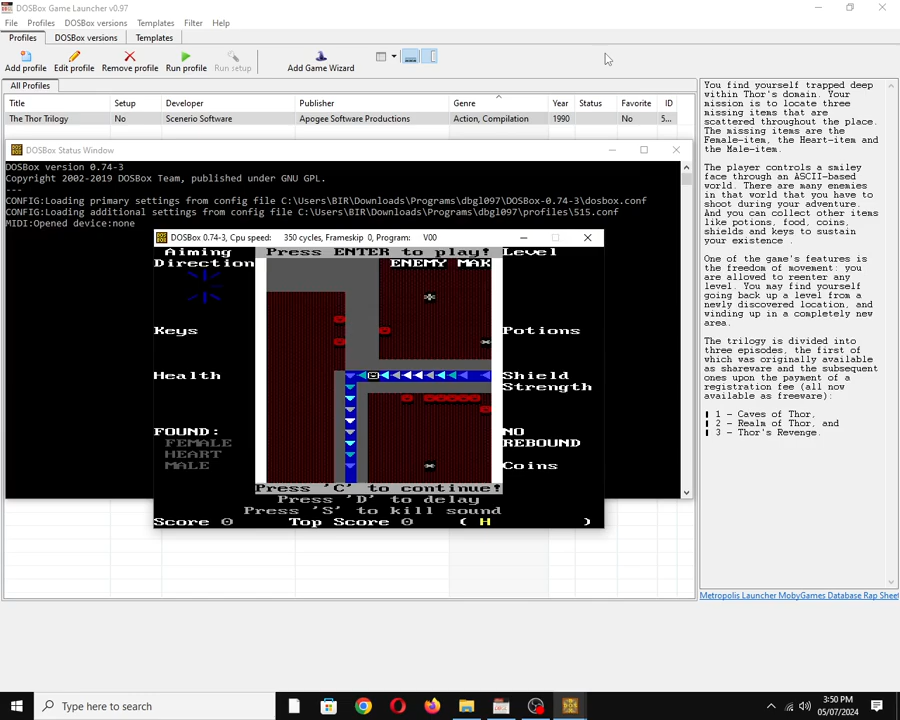 DOSBox Game Launcher v0.97
File Profiles DOSBox versions Templates Filter Help
Profiles DOSBox versions Templates
Add profile Edit profile Remove profile Run profile Run setup Add Game Wizard
All Profiles
Title Setup Developer Publisher Genre Year Status Favorite ID
The Thor Trilogy No Scenerio Software Apogee Software Productions Action, Compilation 1990 No 5...
DOSBox Status Window
DOSBox version 0.74-3
Copyright 2002-2019 DOSBox Team, published under GNU GPL.
---
CONFIG:Loading primary settings from config file C:\Users\BIR\Downloads\Programs\dbgl097\DOSBox-0.74-3\dosbox.conf
CONFIG:Loading additional settings from config file C:\Users\BIR\Downloads\Programs\dbgl097\profiles\515.conf
MIDI:Opened device:none
DOSBox 0.74-3, Cpu speed: 350 cycles, Frameskip 0, Program: V00
Aiming Press ENTER to play! Level
Direction ENEMY MAK
Keys Potions
Health Shield
Strength
FOUND: NO
FEMALE REBOUND
HEART
MALE Coins
Press 'C' to continue!
Press 'D' to delay
Press 'S' to kill sound
Score 0 Top Score 0 ( H )
You find yourself trapped deep
within Thor's domain. Your
mission is to locate three
missing items that are
scattered throughout the place.
The missing items are the
Female-item, the Heart-item and
the Male-item.
The player controls a smiley
face through an ASCII-based
world. There are many enemies
in that world that you have to
shoot during your adventure.
And you can collect other items
like potions, food, coins,
shields and keys to sustain
your existence .
One of the game's features is
the freedom of movement: you
are allowed to reenter any
level. You may find yourself
going back up a level from a
newly discovered location, and
winding up in a completely new
area.
The trilogy is divided into
three episodes, the first of
which was originally available
as shareware and the subsequent
ones upon the payment of a
registration fee (all now
available as freeware):
1 – Caves of Thor,
2 – Realm of Thor, and
3 – Thor's Revenge.
Metropolis Launcher MobyGames Database Rap Sheet
Type here to search
3:50 PM
05/07/2024